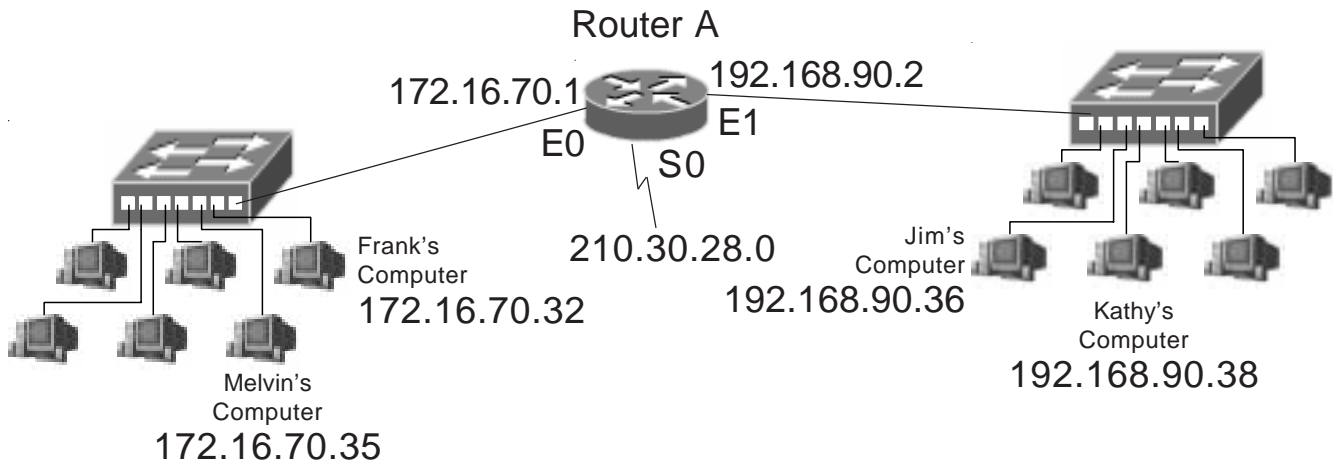 Router A
172.16.70.1
192.168.90.2
E0
E1
S0
210.30.28.0
Frank's
Computer
172.16.70.32
Melvin's
Computer
172.16.70.35
Jim's
Computer
192.168.90.36
Kathy's
Computer
192.168.90.38